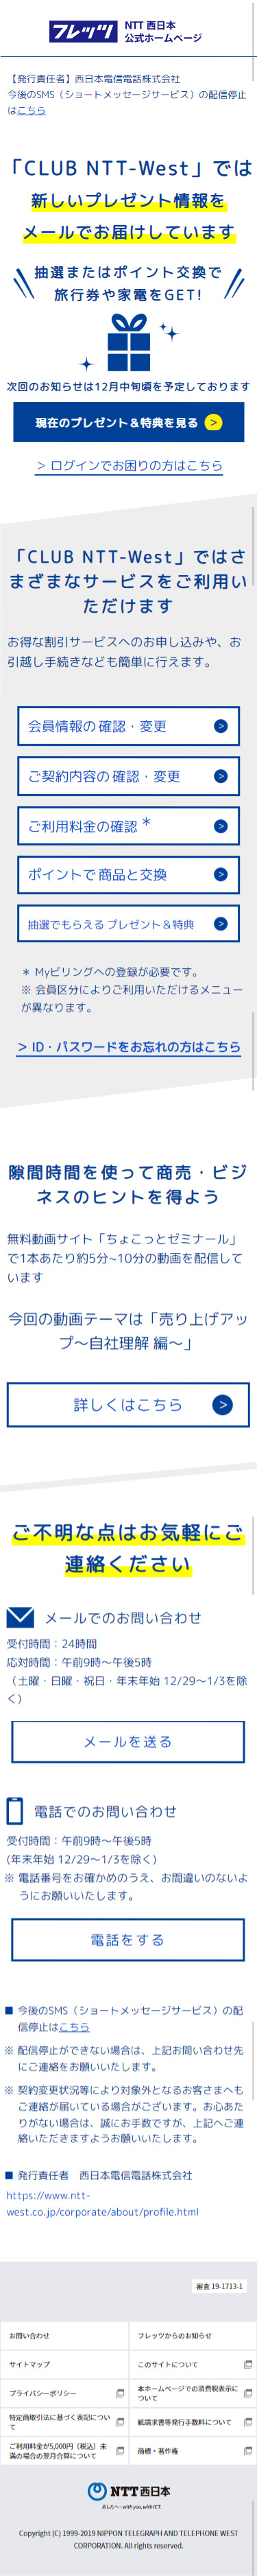 フレッツ
NTT 西日本
公式ホームページ
【発行責任者】西日本電信電話株式会社
今後のSMS（ショートメッセージサービス）の配信停止
はこちら
「CLUB NTT-West」では
新しいプレゼント情報を
メールでお届けしています
抽選またはポイント交換で
旅行券や家電をGET!
次回のお知らせは12月中旬頃を予定しております
現在のプレゼント＆特典を見る >
＞ ログインでお困りの方はこちら
「CLUB NTT-West」ではさ
まざまなサービスをご利用い
ただけます
お得な割引サービスへのお申し込みや、お
引越し手続きなども簡単に行えます。
会員情報の 確認・変更 >
ご契約内容の 確認・変更 >
ご利用料金の確認 ＊ >
ポイントで 商品と交換 >
抽選でもらえる プレゼント＆特典 >
＊ Myビリングへの登録が必要です。
※ 会員区分によりご利用いただけるメニュー
が異なります。
＞ ID・パスワードをお忘れの方はこちら
隙間時間を使って商売・ビジ
ネスのヒントを得よう
無料動画サイト「ちょこっとゼミナール」
で1本あたり約5分~10分の動画を配信して
います
今回の動画テーマは「売り上げアッ
プ〜自社理解 編〜」
詳しくはこちら >
ご不明な点はお気軽にご
連絡ください
メールでのお問い合わせ
受付時間：24時間
応対時間：午前9時〜午後5時
（土曜・日曜・祝日・年末年始 12/29〜1/3を除
く)
メールを送る
電話でのお問い合わせ
受付時間：午前9時〜午後5時
(年末年始 12/29〜1/3を除く)
※ 電話番号をお確かめのうえ、お間違いのないよ
うにお願いいたします。
電話をする
■ 今後のSMS（ショートメッセージサービス）の配
信停止はこちら
※ 配信停止ができない場合は、上記お問い合わせ先
にご連絡をお願いいたします。
※ 契約変更状況等により対象外となるお客さまへも
ご連絡が届いている場合がございます。お心あた
りがない場合は、誠にお手数ですが、上記へご連
絡いただきますようお願いいたします。
■ 発行責任者　西日本電信電話株式会社
https://www.ntt-
west.co.jp/corporate/about/profile.html
審査 19-1713-1
お問い合わせ
フレッツからのお知らせ
サイトマップ
このサイトについて
プライバシーポリシー
本ホームページでの消費税表示に
ついて
特定商取引法に基づく表記につい
て
紙請求書等発行手数料について
ご利用料金が5,000円（税込）未
満の場合の翌月合算について
商標・著作権
NTT西日本
あしたへ－with you, with ICT.
Copyright (C) 1999-2019 NIPPON TELEGRAPH AND TELEPHONE WEST
CORPORATION. All rights reserved.